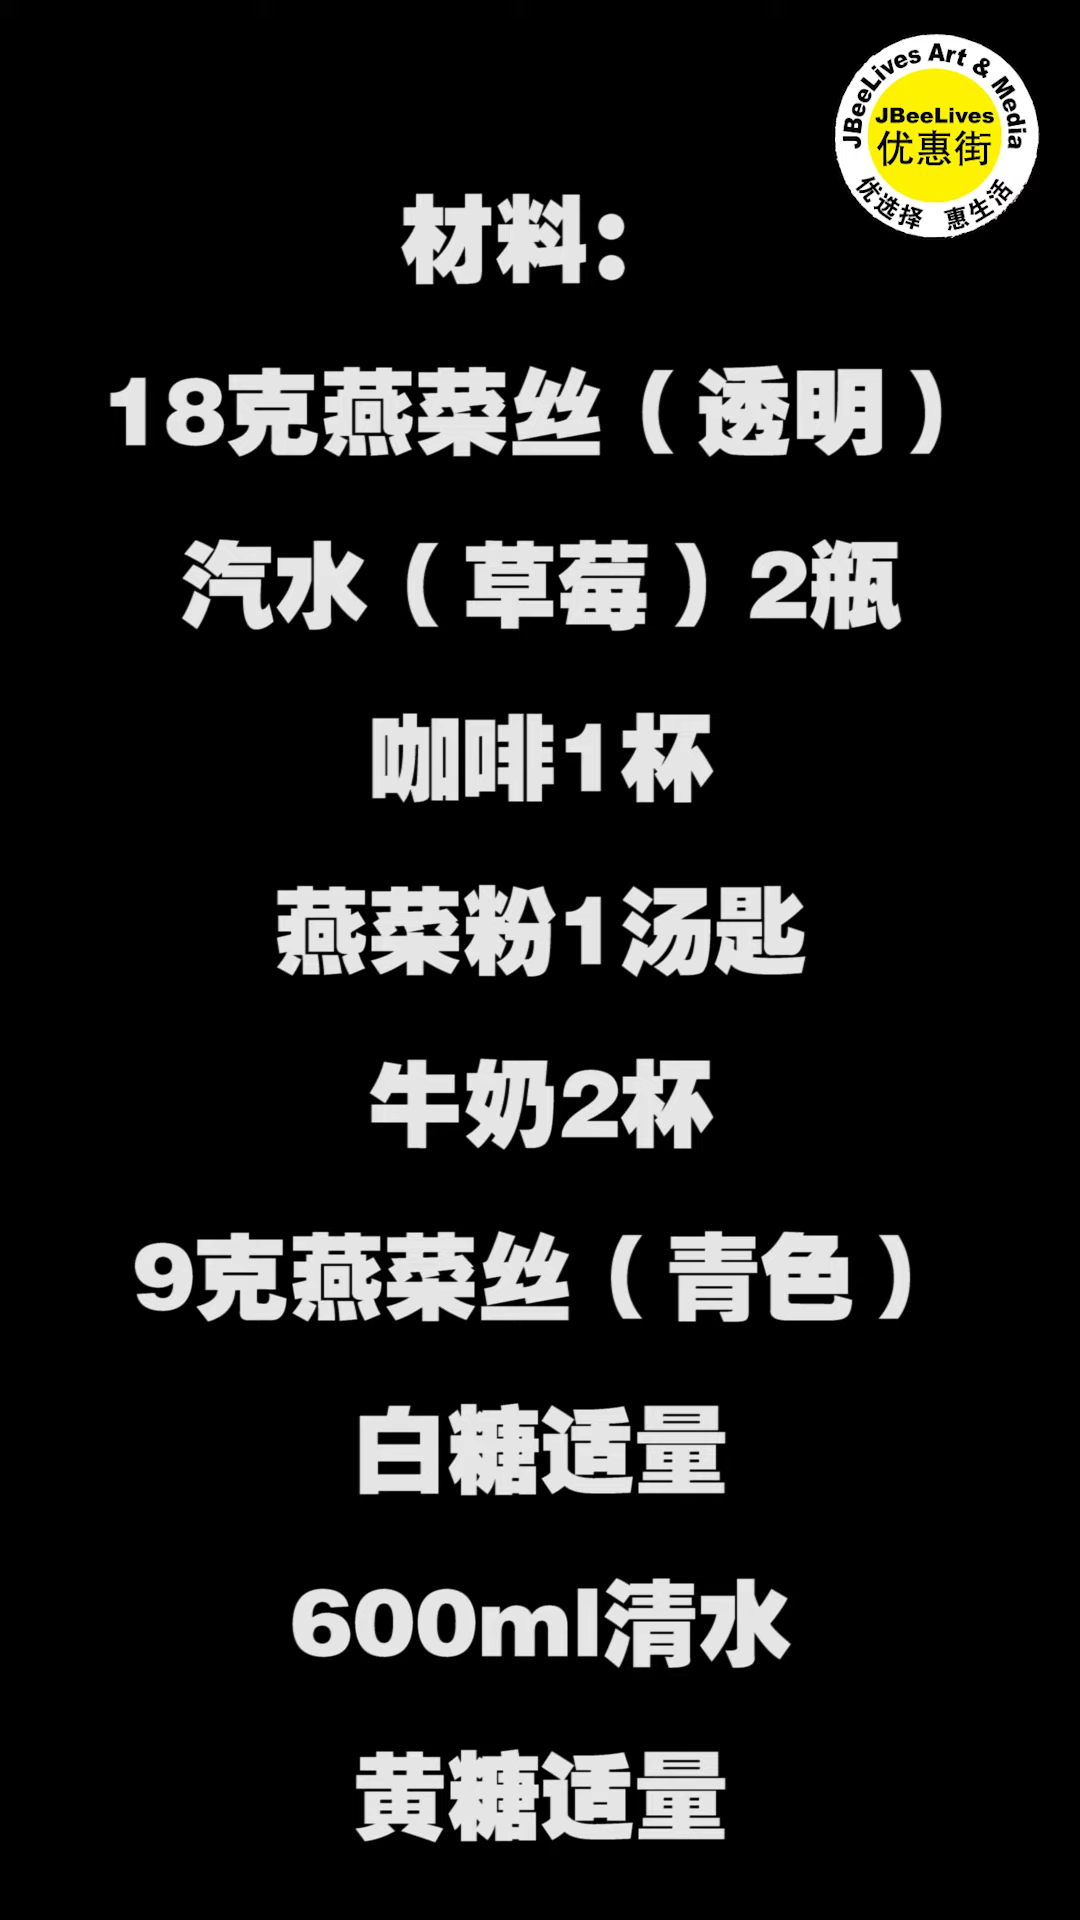 JBeeLives Art & Media
JBeeLives
优惠街
优选择 惠生活
材料：
18克燕菜丝（透明）
汽水（草莓）2瓶
咖啡1杯
燕菜粉1汤匙
牛奶2杯
9克燕菜丝（青色）
白糖适量
600ml清水
黄糖适量